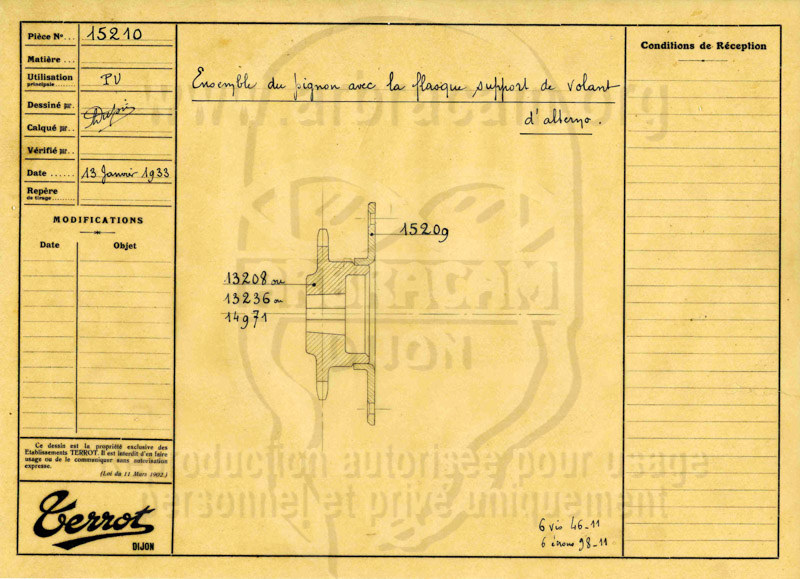 Pièce No... 15210
Matière ...
Utilisation PV
principale.......
Dessiné par.
Calqué par..
Vérifié par..
Date ...... 13 Janvier 1933
Repère
de tirage........
MODIFICATIONS
Date Objet
Ce dessin est la propriété exclusive des
Etablissements TERROT. Il est interdit d'en faire
usage ou de le communiquer sans autorisation
expresse.
(Loi du 11 Mars 1902.)
Terrot
DIJON
Ensemble du pignon avec la flasque support de volant
d'alterno.
15209
13208 ou
13236 ou
14971
6 vis 46-11
6 écrous 98-11
Conditions de Réception
DIJON
reproduction autorisée pour usage
personnel et privé uniquement